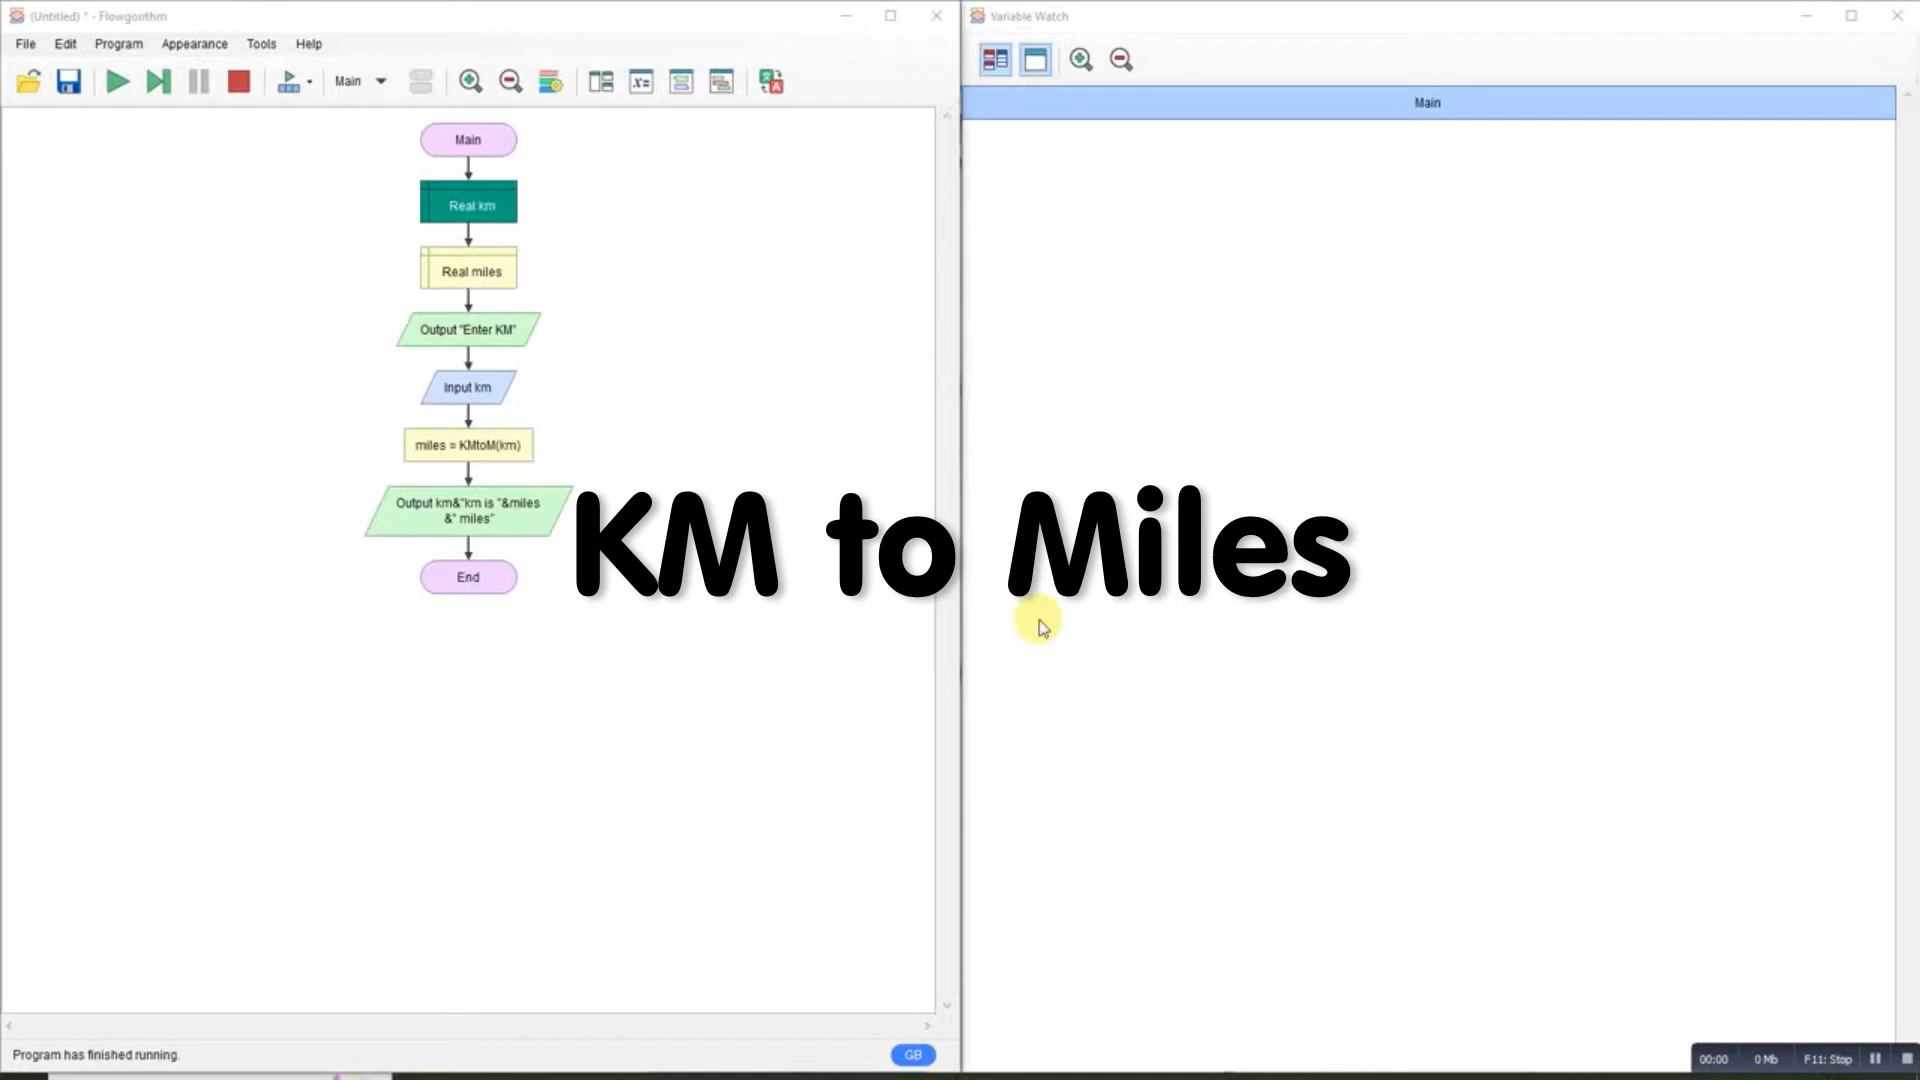 (Untitled) * - Flowgorithm
File Edit Program Appearance Tools Help
Main
Main
Real km
Real miles
Output "Enter KM"
Input km
miles = KMtoM(km)
Output km&"km is "&miles
&" miles"
End
Program has finished running.
GB
Variable Watch
Main
KM to Miles
00:00 0 Mb F11: Stop